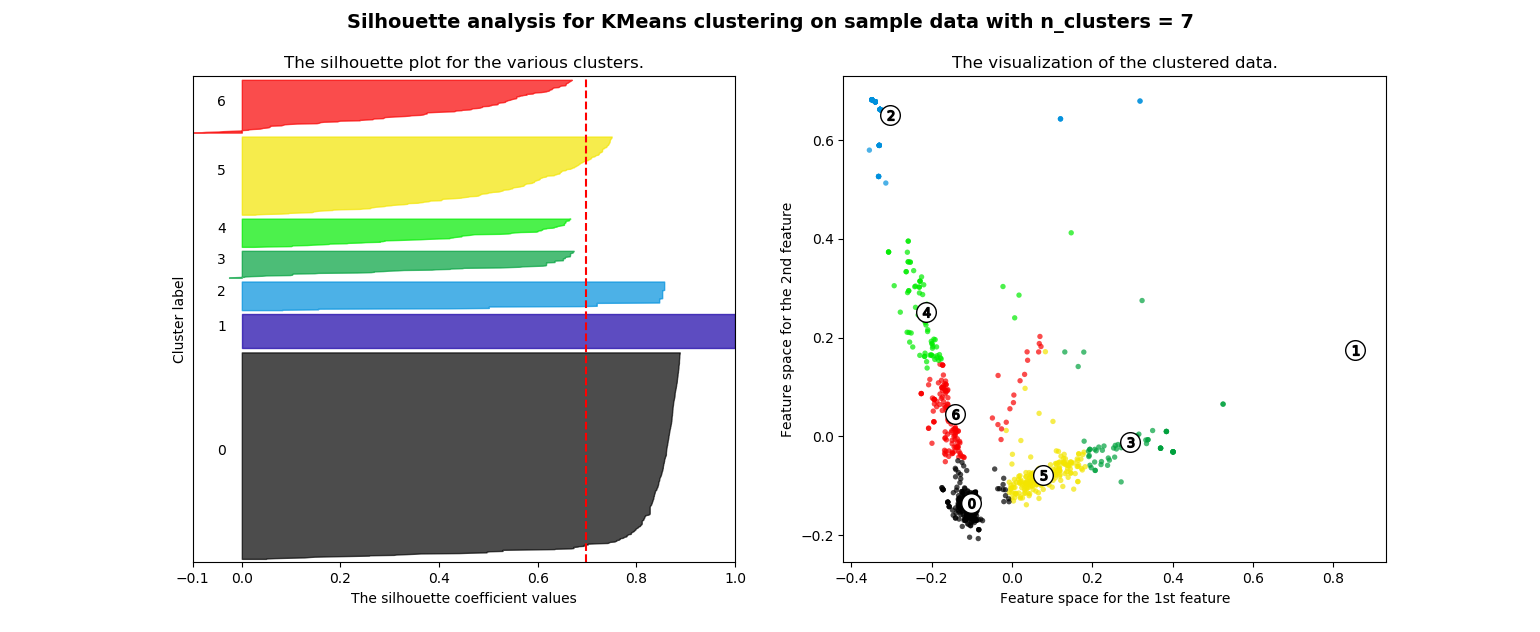 Silhouette analysis for KMeans clustering on sample data with n_clusters = 7
The silhouette plot for the various clusters.
Cluster label
6
5
4
3
2
1
0
−0.1 0.0 0.2 0.4 0.6 0.8 1.0
The silhouette coefficient values
The visualization of the clustered data.
Feature space for the 2nd feature
0.6
0.4
0.2
0.0
−0.2
2
4
1
6
3
5
0
−0.4 −0.2 0.0 0.2 0.4 0.6 0.8
Feature space for the 1st feature